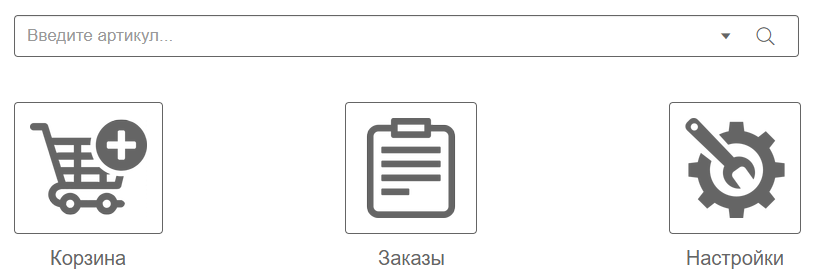 Введите артикул...
Корзина
Заказы
Настройки